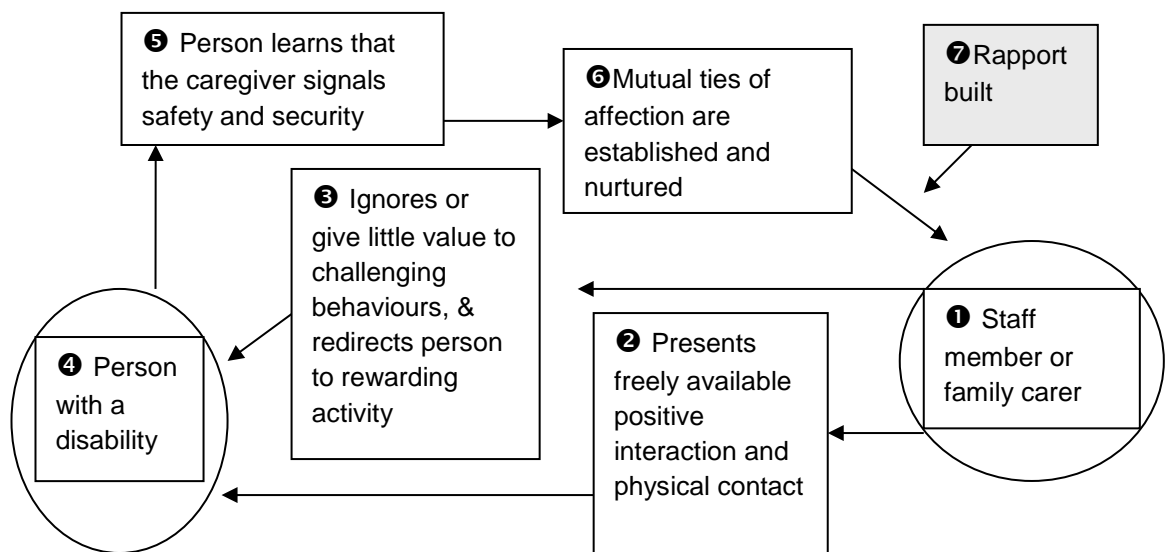 ❺ Person learns that
the caregiver signals
safety and security
❻Mutual ties of
affection are
established and
nurtured
❼Rapport
built
❸ Ignores or
give little value to
challenging
behaviours, &
redirects person
to rewarding
activity
❹ Person
with a
disability
❷ Presents
freely available
positive
interaction and
physical contact
❶ Staff
member or
family carer